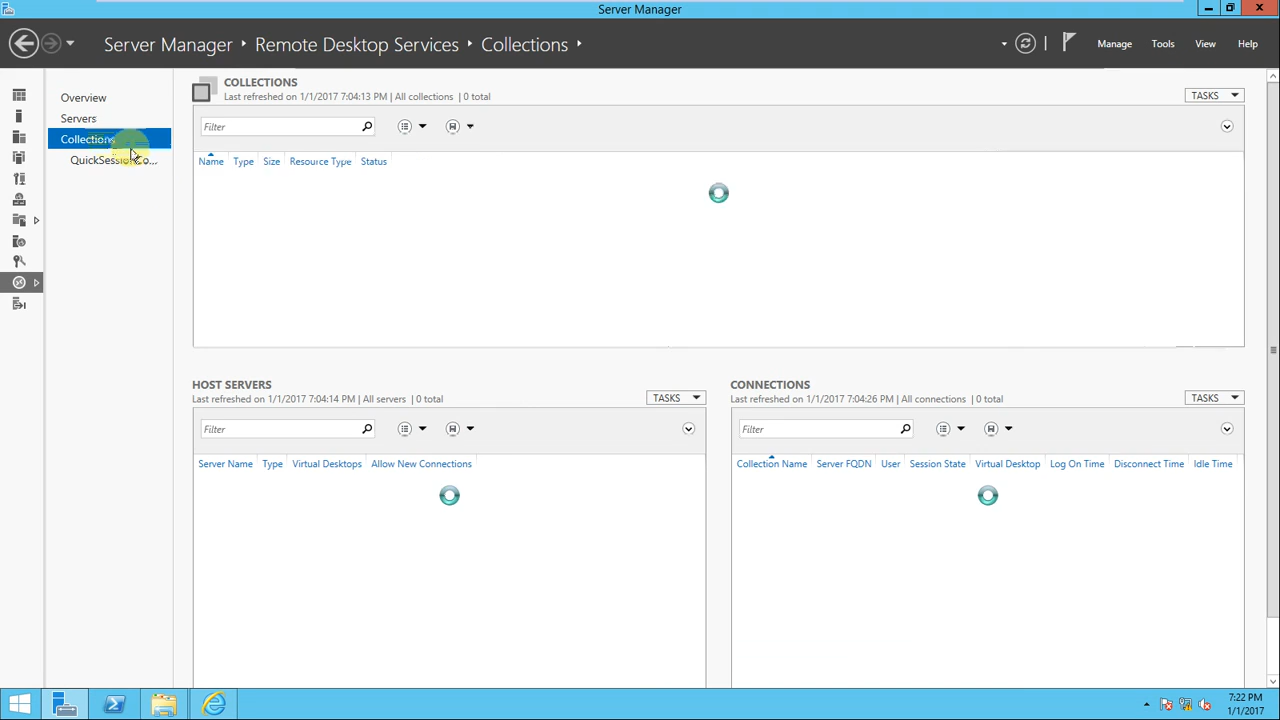 Server Manager
Server Manager Remote Desktop Services Collections
Manage Tools View Help
Overview
Servers
Collections
QuickSessionCo...
COLLECTIONS
Last refreshed on 1/1/2017 7:04:13 PM | All collections | 0 total
TASKS
Filter
Name Type Size Resource Type Status
HOST SERVERS
Last refreshed on 1/1/2017 7:04:14 PM | All servers | 0 total
TASKS
Filter
Server Name Type Virtual Desktops Allow New Connections
CONNECTIONS
Last refreshed on 1/1/2017 7:04:26 PM | All connections | 0 total
TASKS
Filter
Collection Name Server FQDN User Session State Virtual Desktop Log On Time Disconnect Time Idle Time
7:22 PM
1/1/2017